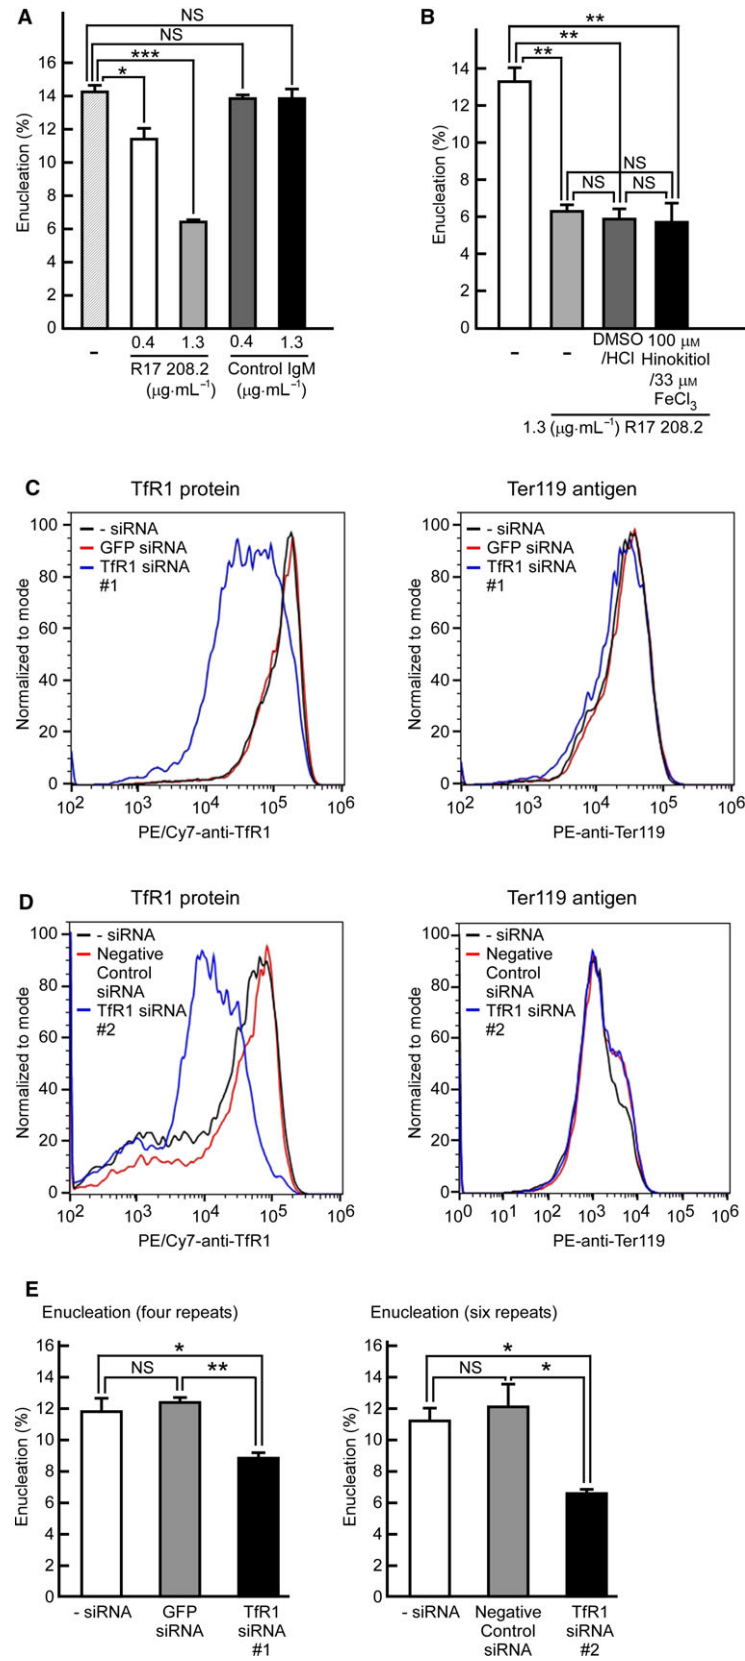 A
NS
NS
***
*
Enucleation (%)
16
14
12
10
8
6
4
2
0
-
0.4
1.3
0.4
1.3
R17 208.2
Control IgM
(µg·mL⁻¹)
(µg·mL⁻¹)
B
**
**
**
NS
NS
NS
Enucleation (%)
14
12
10
8
6
4
2
0
-
-
DMSO
/HCl
100 µM
Hinokitiol
/33 µM
FeCl₃
1.3 (µg·mL⁻¹) R17 208.2
C
TfR1 protein
- siRNA
GFP siRNA
TfR1 siRNA
#1
Normalized to mode
100
80
60
40
20
0
10² 10³ 10⁴ 10⁵ 10⁶
PE/Cy7-anti-TfR1
Ter119 antigen
- siRNA
GFP siRNA
TfR1 siRNA
#1
Normalized to mode
100
80
60
40
20
0
10² 10³ 10⁴ 10⁵ 10⁶
PE-anti-Ter119
D
TfR1 protein
- siRNA
Negative
Control
siRNA
TfR1 siRNA
#2
Normalized to mode
100
80
60
40
20
0
10² 10³ 10⁴ 10⁵ 10⁶
PE/Cy7-anti-TfR1
Ter119 antigen
- siRNA
Negative
Control
siRNA
TfR1 siRNA
#2
Normalized to mode
100
80
60
40
20
0
10⁰ 10¹ 10² 10³ 10⁴ 10⁵ 10⁶
PE-anti-Ter119
E
Enucleation (four repeats)
*
NS
**
Enucleation (%)
16
14
12
10
8
6
4
2
0
- siRNA
GFP
siRNA
TfR1
siRNA
#1
Enucleation (six repeats)
*
NS
*
Enucleation (%)
16
14
12
10
8
6
4
2
0
- siRNA
Negative
Control
siRNA
TfR1
siRNA
#2